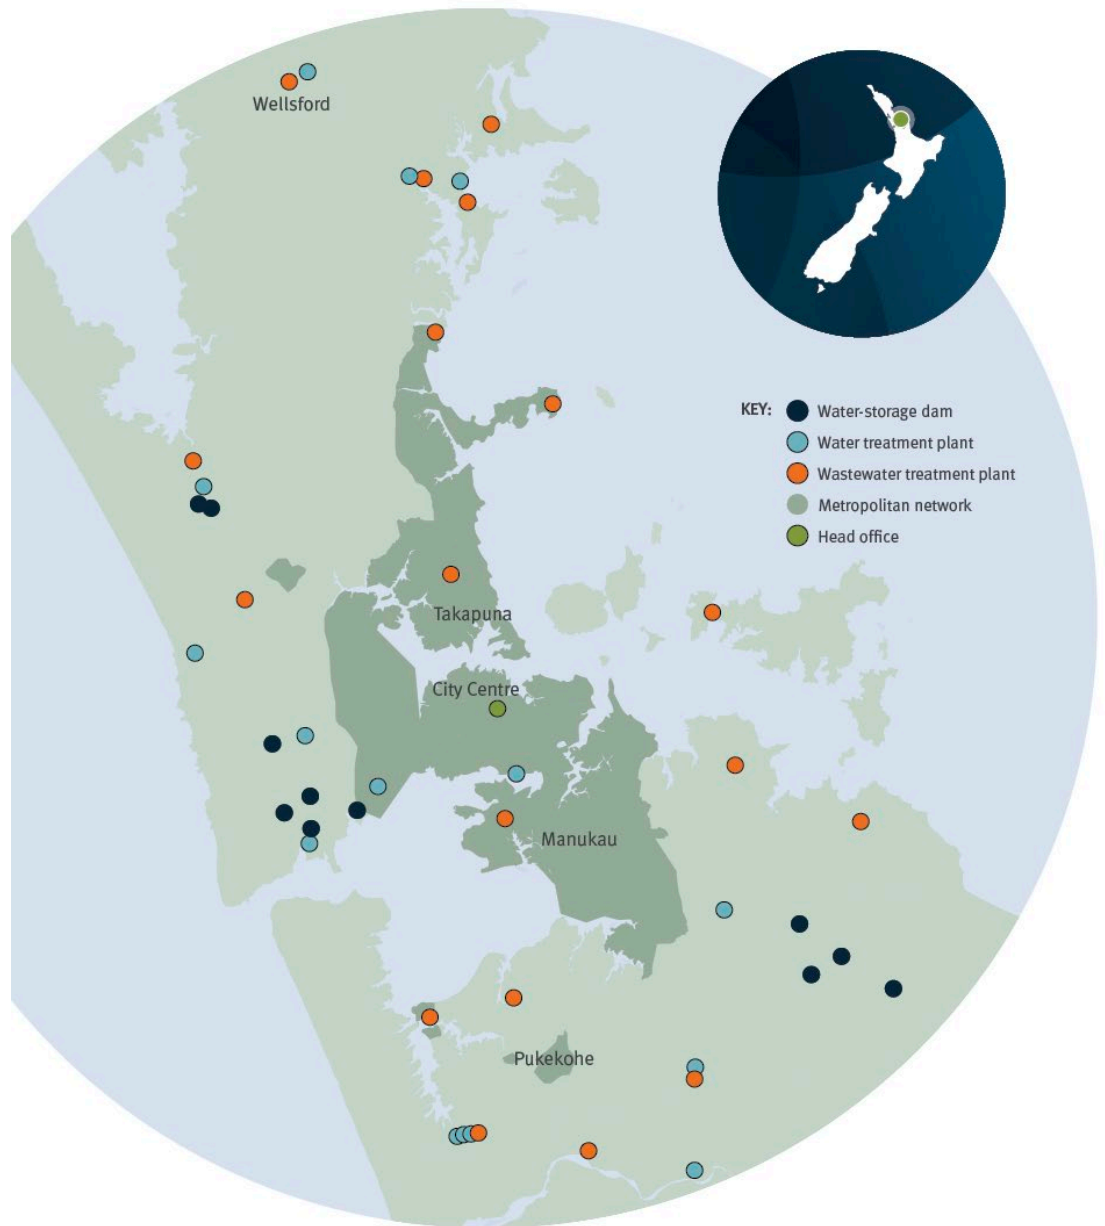 Wellsford
KEY:
Water-storage dam
Water treatment plant
Wastewater treatment plant
Metropolitan network
Head office
Takapuna
City Centre
Manukau
Pukekohe